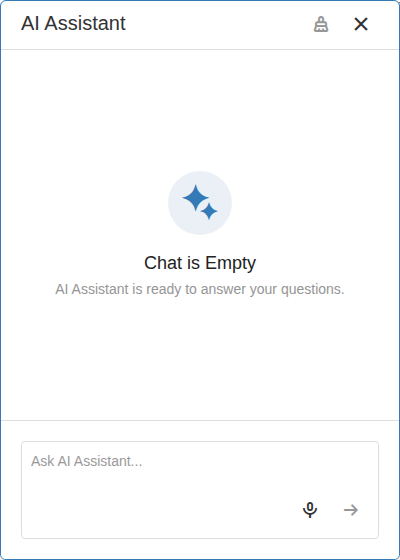 AI Assistant
Chat is Empty
AI Assistant is ready to answer your questions.
Ask AI Assistant...